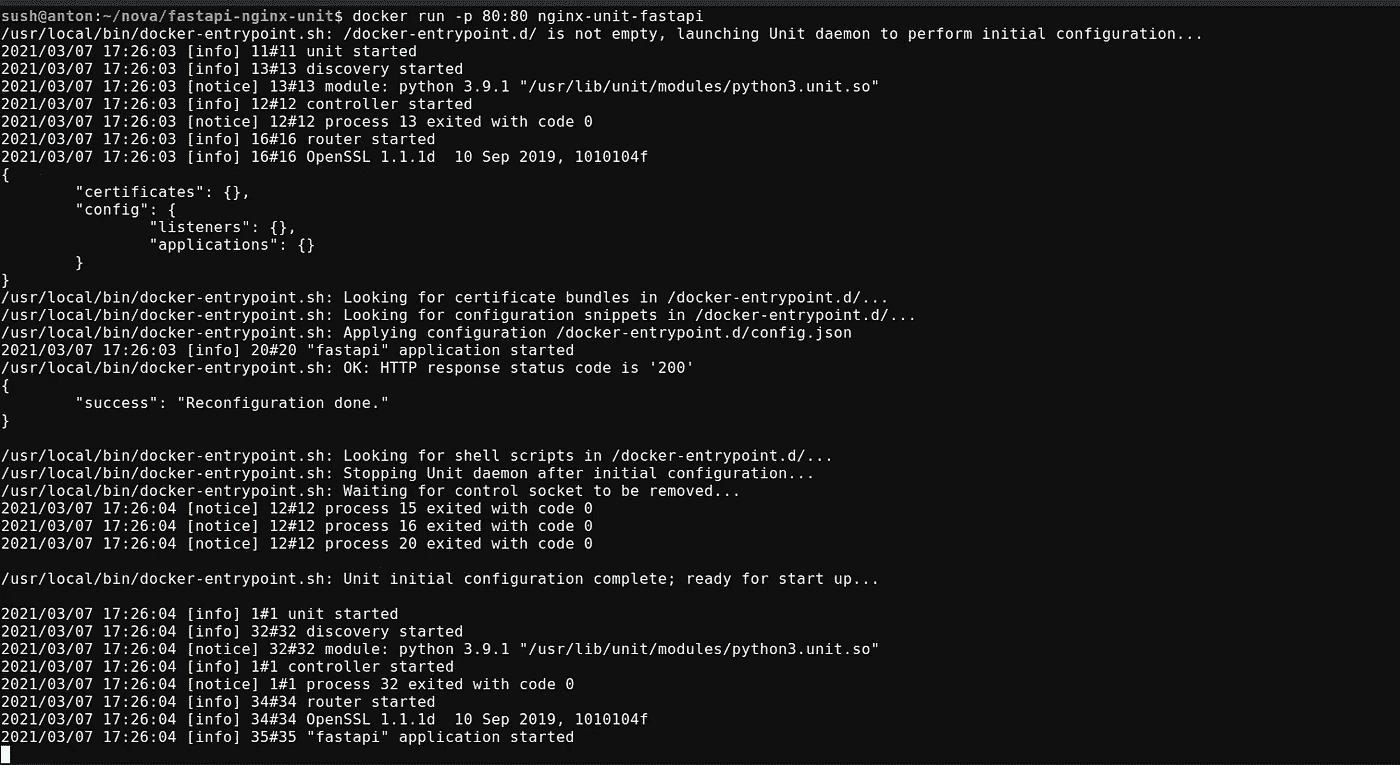 sush@anton:~/nova/fastapi-nginx-unit$ docker run -p 80:80 nginx-unit-fastapi
/usr/local/bin/docker-entrypoint.sh: /docker-entrypoint.d/ is not empty, launching Unit daemon to perform initial configuration...
2021/03/07 17:26:03 [info] 11#11 unit started
2021/03/07 17:26:03 [info] 13#13 discovery started
2021/03/07 17:26:03 [notice] 13#13 module: python 3.9.1 "/usr/lib/unit/modules/python3.unit.so"
2021/03/07 17:26:03 [info] 12#12 controller started
2021/03/07 17:26:03 [notice] 12#12 process 13 exited with code 0
2021/03/07 17:26:03 [info] 16#16 router started
2021/03/07 17:26:03 [info] 16#16 OpenSSL 1.1.1d  10 Sep 2019, 1010104f
{
        "certificates": {},
        "config": {
                "listeners": {},
                "applications": {}
        }
}
/usr/local/bin/docker-entrypoint.sh: Looking for certificate bundles in /docker-entrypoint.d/...
/usr/local/bin/docker-entrypoint.sh: Looking for configuration snippets in /docker-entrypoint.d/...
/usr/local/bin/docker-entrypoint.sh: Applying configuration /docker-entrypoint.d/config.json
2021/03/07 17:26:03 [info] 20#20 "fastapi" application started
/usr/local/bin/docker-entrypoint.sh: OK: HTTP response status code is '200'
{
        "success": "Reconfiguration done."
}
/usr/local/bin/docker-entrypoint.sh: Looking for shell scripts in /docker-entrypoint.d/...
/usr/local/bin/docker-entrypoint.sh: Stopping Unit daemon after initial configuration...
/usr/local/bin/docker-entrypoint.sh: Waiting for control socket to be removed...
2021/03/07 17:26:04 [notice] 12#12 process 15 exited with code 0
2021/03/07 17:26:04 [notice] 12#12 process 16 exited with code 0
2021/03/07 17:26:04 [notice] 12#12 process 20 exited with code 0
/usr/local/bin/docker-entrypoint.sh: Unit initial configuration complete; ready for start up...
2021/03/07 17:26:04 [info] 1#1 unit started
2021/03/07 17:26:04 [info] 32#32 discovery started
2021/03/07 17:26:04 [notice] 32#32 module: python 3.9.1 "/usr/lib/unit/modules/python3.unit.so"
2021/03/07 17:26:04 [info] 1#1 controller started
2021/03/07 17:26:04 [notice] 1#1 process 32 exited with code 0
2021/03/07 17:26:04 [info] 34#34 router started
2021/03/07 17:26:04 [info] 34#34 OpenSSL 1.1.1d  10 Sep 2019, 1010104f
2021/03/07 17:26:04 [info] 35#35 "fastapi" application started